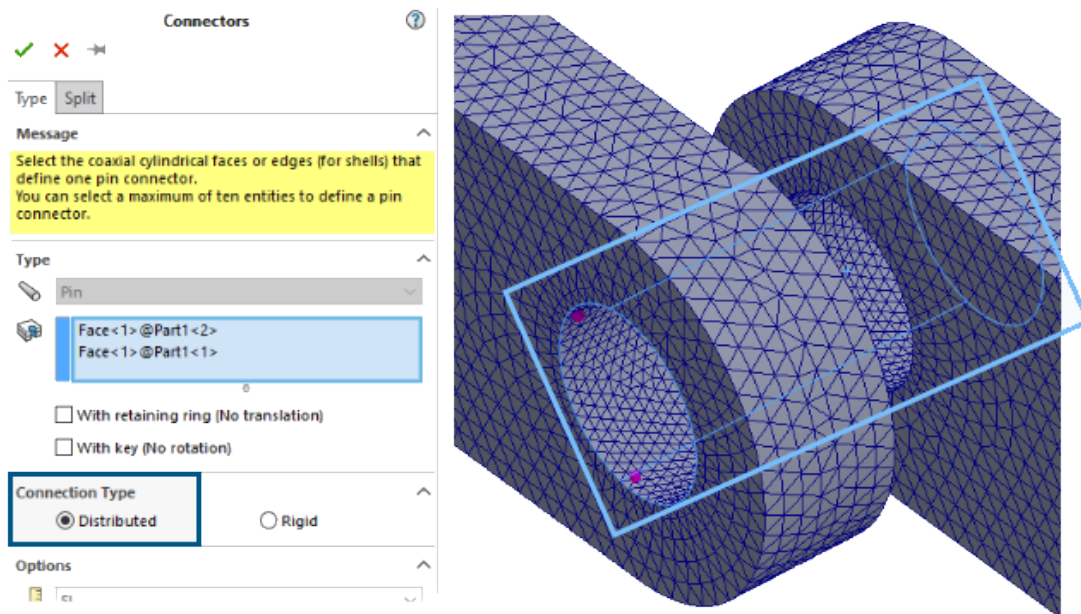 Connectors
?
Type
Split
Message
Select the coaxial cylindrical faces or edges (for shells) that
define one pin connector.
You can select a maximum of ten entities to define a pin
connector.
Type
Pin
Face<1>@Part1<2>
Face<1>@Part1<1>
With retaining ring (No translation)
With key (No rotation)
Connection Type
Distributed
Rigid
Options